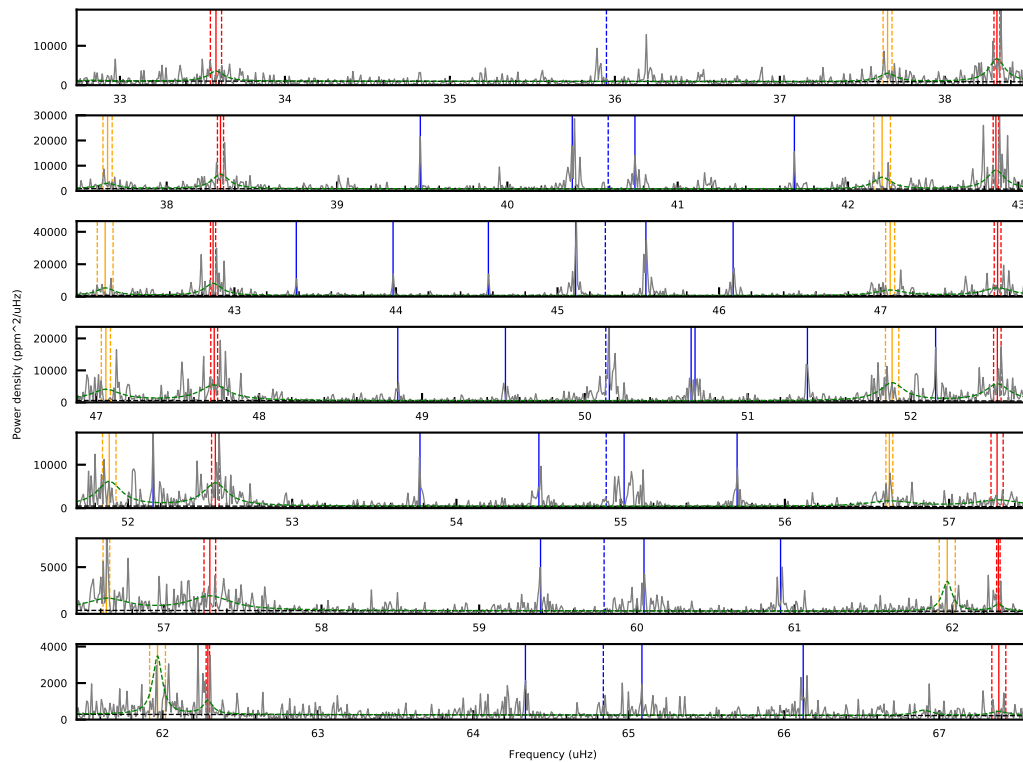 10000
0
33 34 35 36 37 38
30000
20000
10000
0
38 39 40 41 42 43
40000
20000
0
43 44 45 46 47
20000
10000
0
47 48 49 50 51 52
Power density (ppm^2/uHz)
10000
0
52 53 54 55 56 57
5000
0
57 58 59 60 61 62
4000
2000
0
62 63 64 65 66 67
Frequency (uHz)